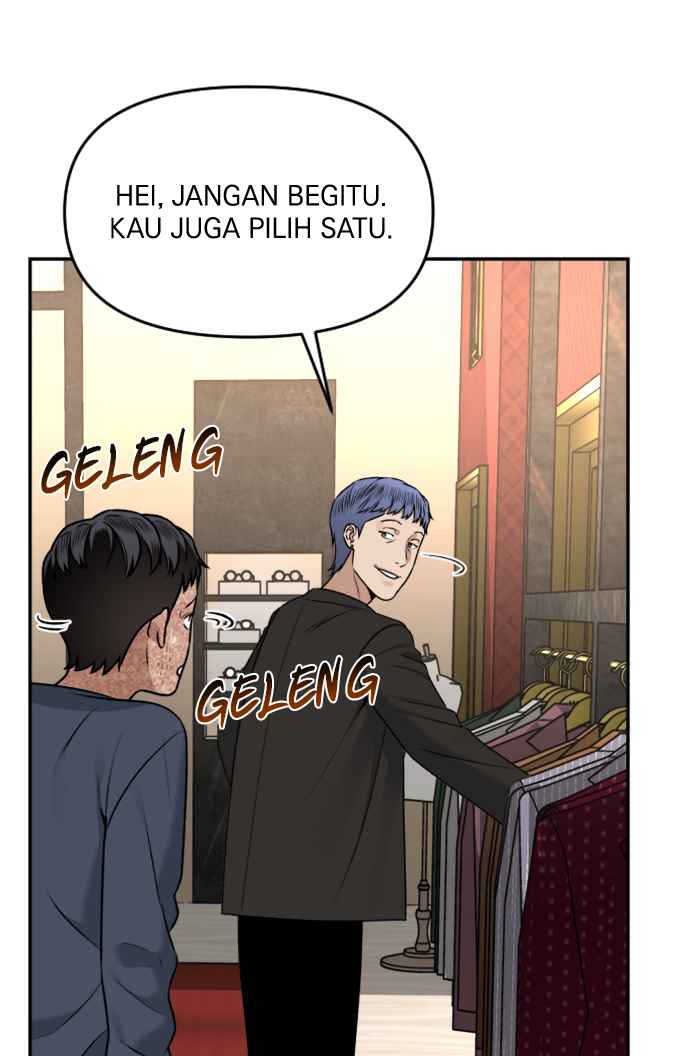 HEI, JANGAN BEGITU.
KAU JUGA PILIH SATU.
GELENG
GELENG